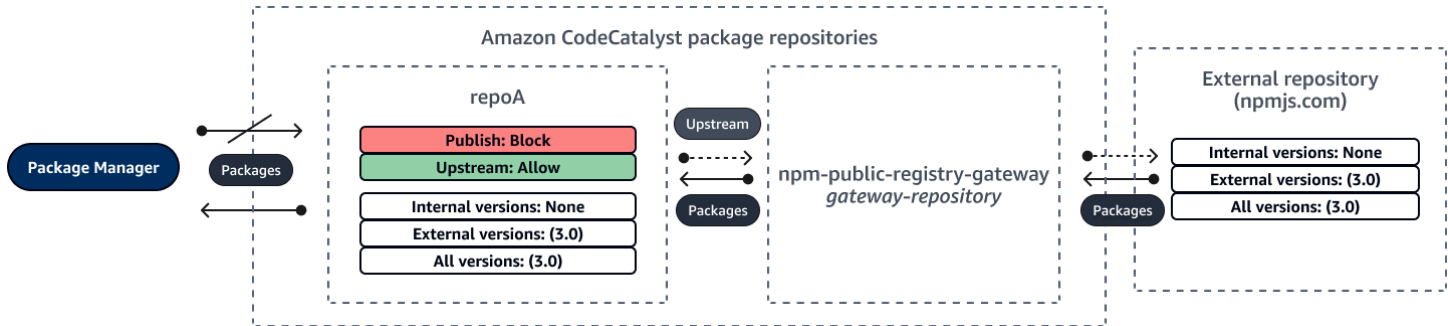 Amazon CodeCatalyst package repositories
Package Manager
Packages
repoA
Publish: Block
Upstream: Allow
Internal versions: None
External versions: (3.0)
All versions: (3.0)
Upstream
Packages
npm-public-registry-gateway
gateway-repository
Packages
External repository
(npmjs.com)
Internal versions: None
External versions: (3.0)
All versions: (3.0)